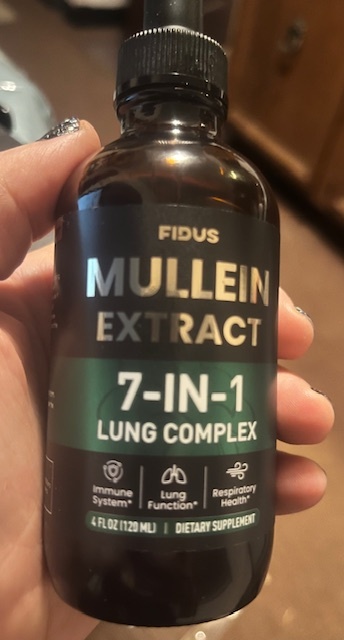 FIDUS
MULLEIN
EXTRACT
7-IN-1
LUNG COMPLEX
Immune
System*
Lung
Function*
Respiratory
Health*
4 FL OZ (120 ML) | DIETARY SUPPLEMENT